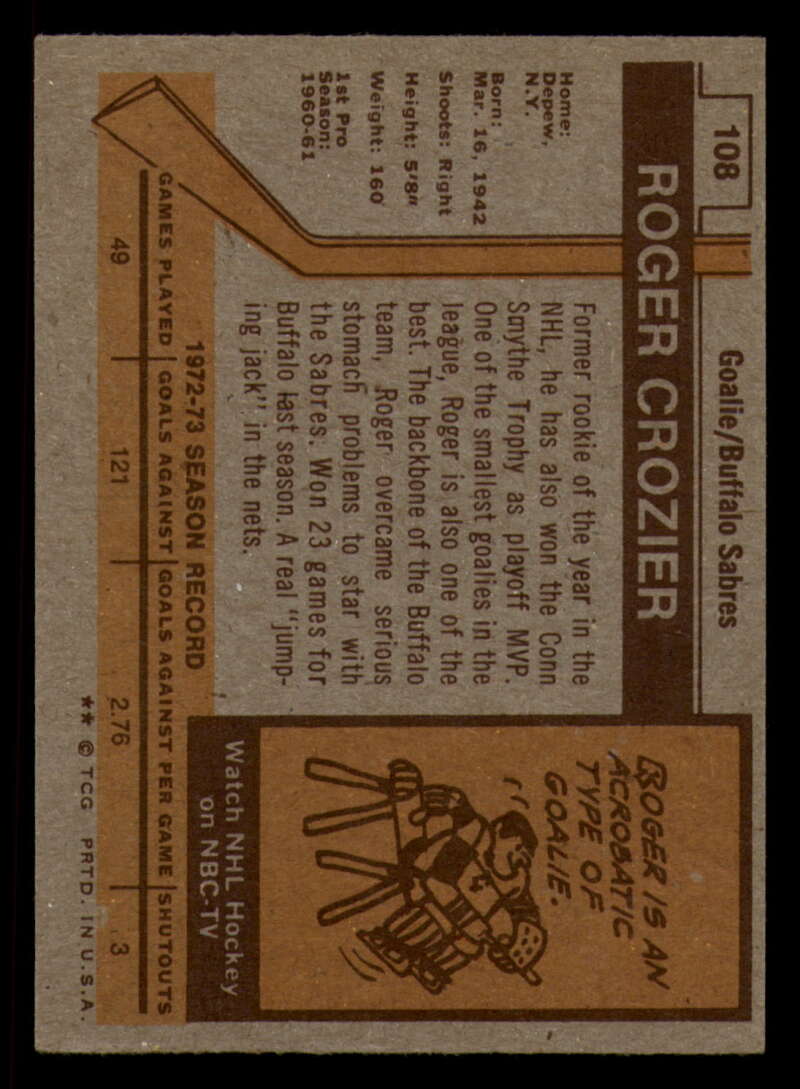 108
Goalie/Buffalo Sabres
ROGER CROZIER
Home:
Depew,
N.Y.
Born:
Mar. 16, 1942
Shoots: Right
Height: 5'8"
Weight: 160
1st Pro
Season:
1960-61
Former rookie of the year in the
NHL, he has also won the Conn
Smythe Trophy as playoff MVP.
One of the smallest goalies in the
league, Roger is also one of the
best. The backbone of the Buffalo
team, Roger overcame serious
stomach problems to star with
the Sabres. Won 23 games for
Buffalo last season. A real "jump-
ing jack" in the nets.
ROGER IS AN
ACROBATIC
TYPE OF
GOALIE.
Watch NHL Hockey
on NBC-TV
1972-73 SEASON RECORD
GAMES PLAYED GOALS AGAINST GOALS AGAINST PER GAME SHUTOUTS
49 121 2.76 3
** © TCG PRTD. IN U.S.A.